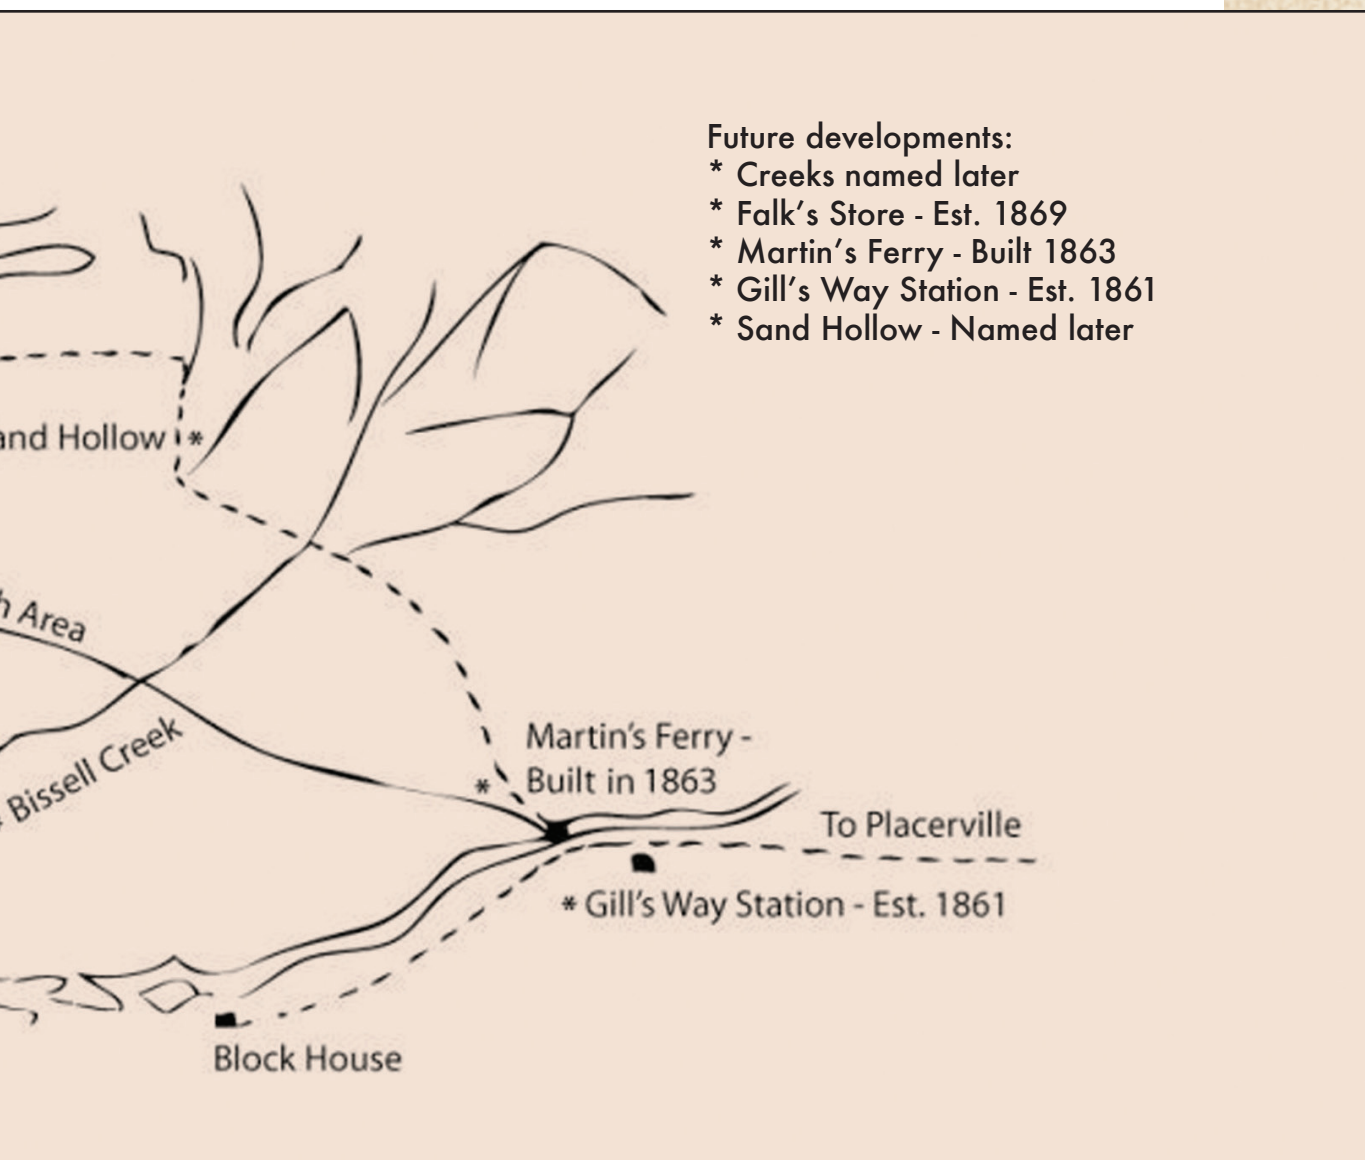 Future developments:
* Creeks named later
* Falk's Store - Est. 1869
* Martin's Ferry - Built 1863
* Gill's Way Station - Est. 1861
* Sand Hollow - Named later
Hollow *
Area
* Bissell Creek
Martin's Ferry -
* Built in 1863
To Placerville
* Gill's Way Station - Est. 1861
Block House